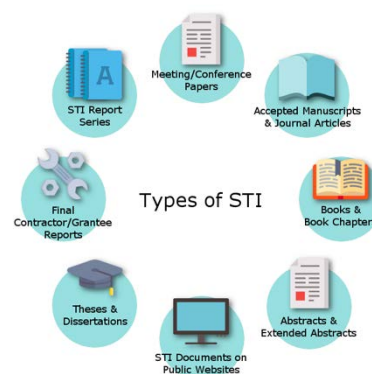 Meeting/Conference
Papers
STI Report
Series
A
Accepted Manuscripts
& Journal Articles
Final
Contractor/Grantee
Reports
Types of STI
Books &
Book Chapter
Theses &
Dissertations
Abstracts &
Extended Abstracts
STI Documents on
Public Websites